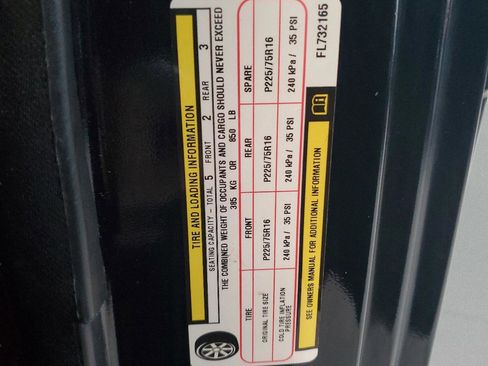 TIRE AND LOADING INFORMATION
SEATING CAPACITY - TOTAL 5 FRONT 2 REAR 3
THE COMBINED WEIGHT OF OCCUPANTS AND CARGO SHOULD NEVER EXCEED
385 KG OR 850 LB
TIRE FRONT REAR SPARE
ORIGINAL TIRE SIZE P225/75R16 P225/75R16 P225/75R16
COLD TIRE INFLATION
PRESSURE 240 kPa / 35 PSI 240 kPa / 35 PSI 240 kPa / 35 PSI
SEE OWNERS MANUAL FOR ADDITIONAL INFORMATION
FL732165